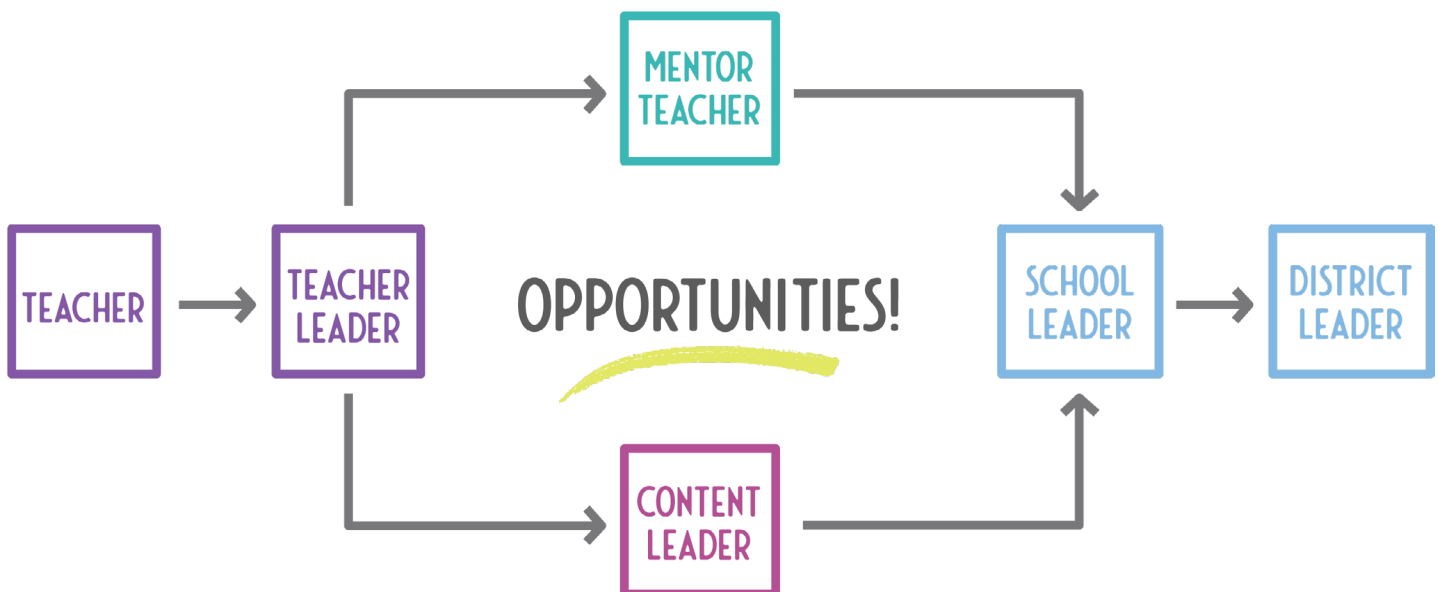 MENTOR
TEACHER
TEACHER
TEACHER
LEADER
OPPORTUNITIES!
SCHOOL
LEADER
DISTRICT
LEADER
CONTENT
LEADER